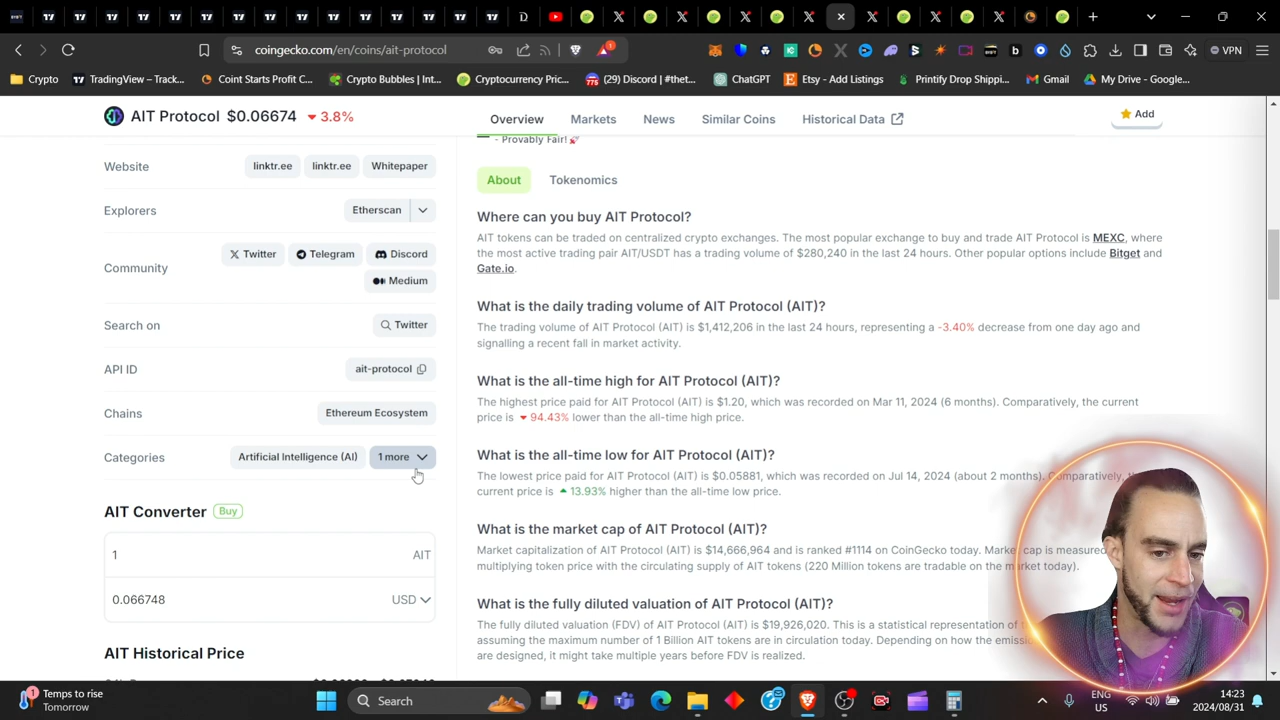 coingecko.com/en/coins/ait-protocol
VPN
Crypto
TradingView – Track...
Coint Starts Profit C...
Crypto Bubbles | Int...
Cryptocurrency Pric...
(29) Discord | #thet...
ChatGPT
Etsy - Add Listings
Printify Drop Shippi...
Gmail
My Drive - Google...
AIT Protocol $0.06674 3.8%
Overview
Markets
News
Similar Coins
Historical Data
Add
- Provably Fair!
Website
linktr.ee
linktr.ee
Whitepaper
Explorers
Etherscan
Community
Twitter
Telegram
Discord
Medium
Search on
Twitter
API ID
ait-protocol
Chains
Ethereum Ecosystem
Categories
Artificial Intelligence (AI)
1 more
AIT Converter
Buy
1
AIT
0.066748
USD
AIT Historical Price
About
Tokenomics
Where can you buy AIT Protocol?
AIT tokens can be traded on centralized crypto exchanges. The most popular exchange to buy and trade AIT Protocol is MEXC, where
the most active trading pair AIT/USDT has a trading volume of $280,240 in the last 24 hours. Other popular options include Bitget and
Gate.io.
What is the daily trading volume of AIT Protocol (AIT)?
The trading volume of AIT Protocol (AIT) is $1,412,206 in the last 24 hours, representing a -3.40% decrease from one day ago and
signalling a recent fall in market activity.
What is the all-time high for AIT Protocol (AIT)?
The highest price paid for AIT Protocol (AIT) is $1.20, which was recorded on Mar 11, 2024 (6 months). Comparatively, the current
price is 94.43% lower than the all-time high price.
What is the all-time low for AIT Protocol (AIT)?
The lowest price paid for AIT Protocol (AIT) is $0.05881, which was recorded on Jul 14, 2024 (about 2 months). Comparatively,
current price is 13.93% higher than the all-time low price.
What is the market cap of AIT Protocol (AIT)?
Market capitalization of AIT Protocol (AIT) is $14,666,964 and is ranked #1114 on CoinGecko today. Market cap is measured
multiplying token price with the circulating supply of AIT tokens (220 Million tokens are tradable on the market today).
What is the fully diluted valuation of AIT Protocol (AIT)?
The fully diluted valuation (FDV) of AIT Protocol (AIT) is $19,926,020. This is a statistical representation of
assuming the maximum number of 1 Billion AIT tokens are in circulation today. Depending on how the
are designed, it might take multiple years before FDV is realized.
1
Temps to rise
Tomorrow
Search
ENG
US
14:23
2024/08/31